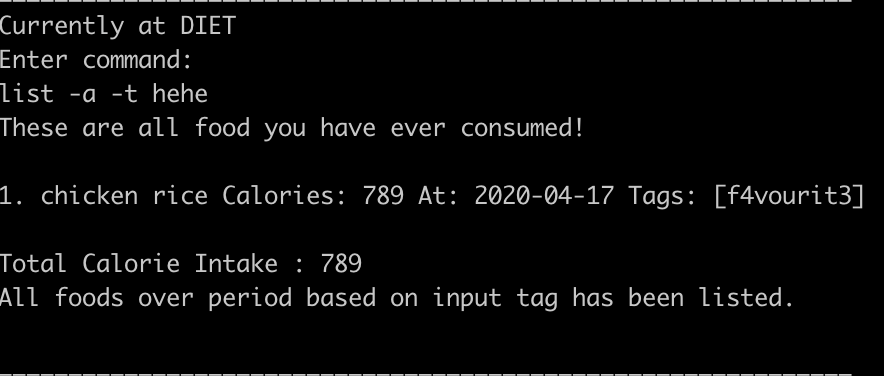 Currently at DIET
Enter command:
list -a -t hehe
These are all food you have ever consumed!
1. chicken rice Calories: 789 At: 2020-04-17 Tags: [f4vourit3]
Total Calorie Intake : 789
All foods over period based on input tag has been listed.